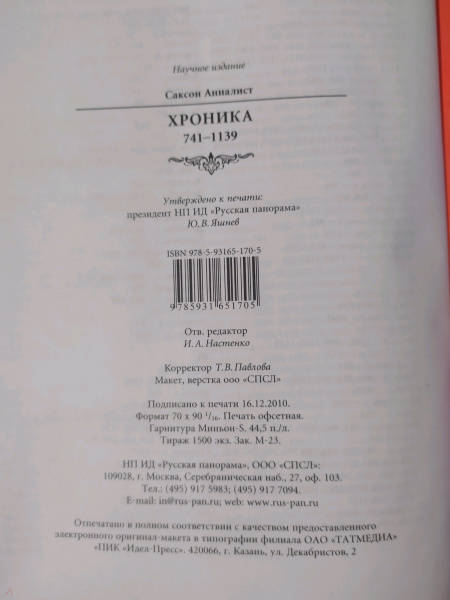 Научное издание
Саксон Анналист
ХРОНИКА
741–1139
Утверждено к печати:
президент НП ИД «Русская панорама»
Ю. В. Яшнев
ISBN 978-5-93165-170-5
9 785931 651705
Отв. редактор
И. А. Настенко
Корректор Т. В. Павлова
Макет, верстка ооо «СПСЛ»
Подписано к печати 16.12.2010.
Формат 70 x 90 1/16. Печать офсетная.
Гарнитура Миньон-S. 44,5 п./л.
Тираж 1500 экз. Зак. М-23.
НП ИД «Русская панорама», ООО «СПСЛ»:
109028, г. Москва, Серебряническая наб., д. 27, оф. 103.
Тел.: (495) 917 5983; (495) 917 7094.
E-mail: in@rus-pan.ru; web: www.rus-pan.ru
Отпечатано в полном соответствии с качеством предоставленного
электронного оригинал-макета в типографии филиала ОАО «ТАТМЕДИА»
«ПИК «Идел-Пресс». 420066, г. Казань, ул. Декабристов, 2